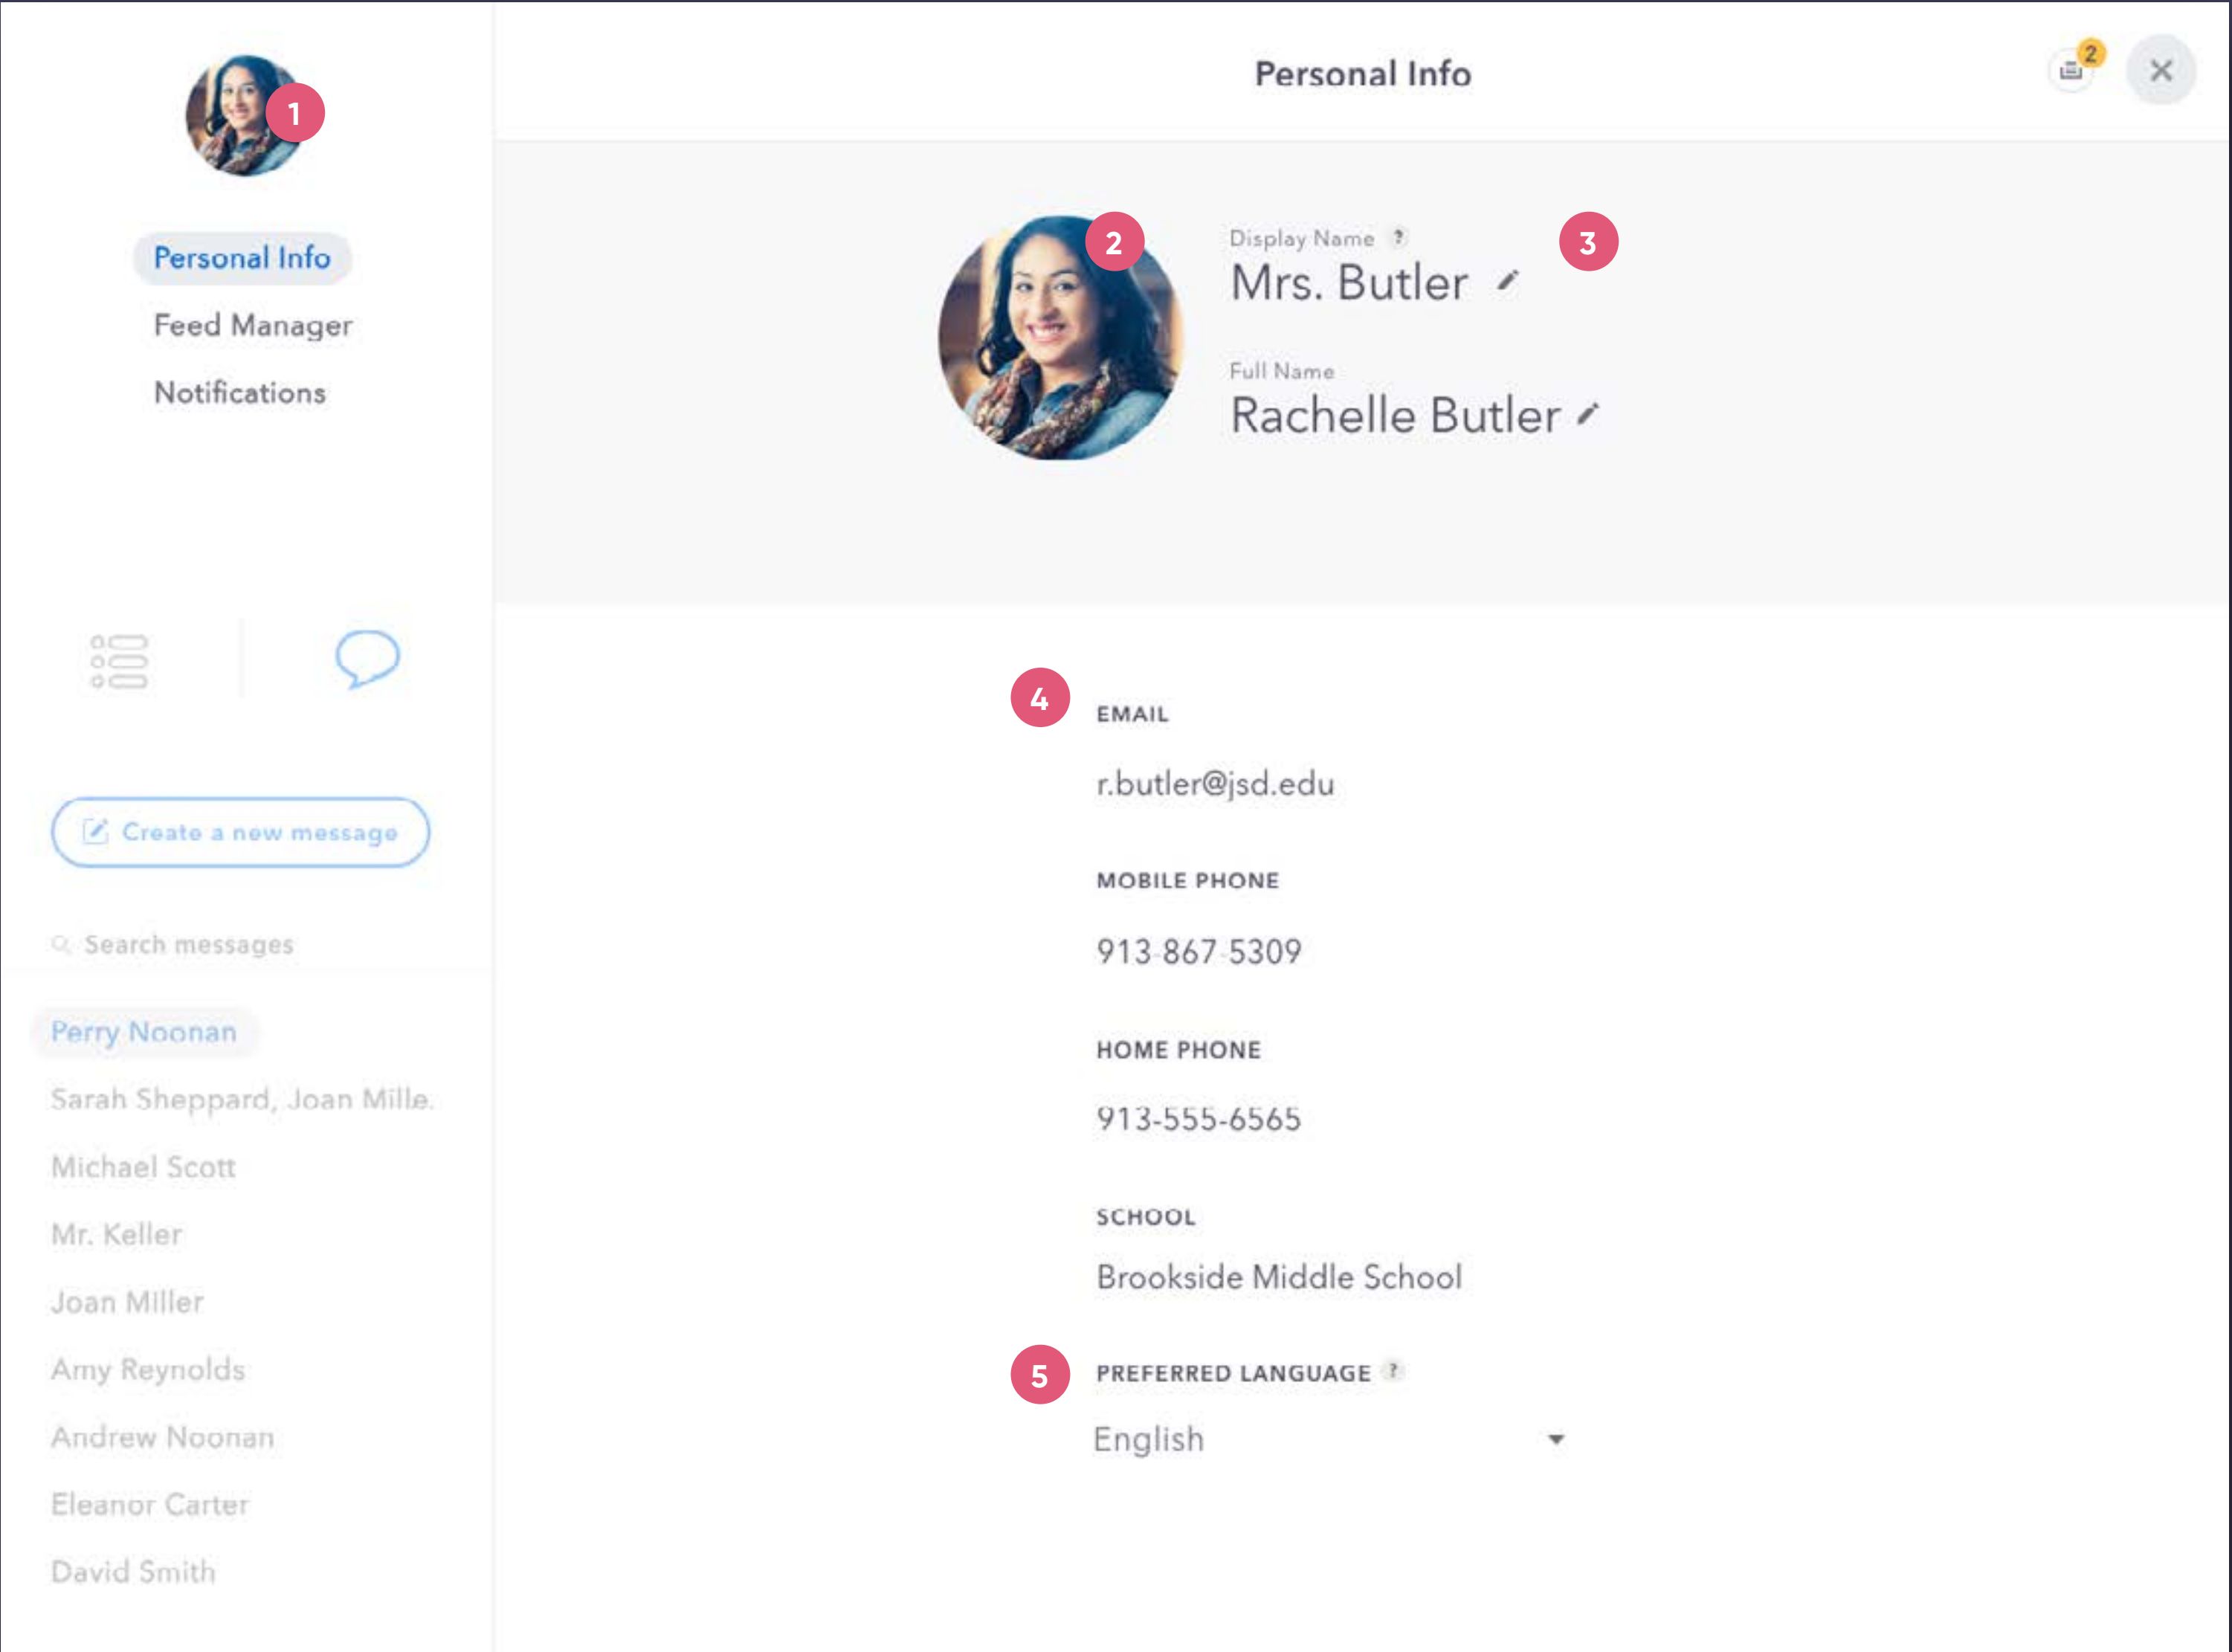 1
Personal Info
Feed Manager
Notifications
Create a new message
Search messages
Perry Noonan
Sarah Sheppard, Joan Mille.
Michael Scott
Mr. Keller
Joan Miller
Amy Reynolds
Andrew Noonan
Eleanor Carter
David Smith
Personal Info
2
2
Display Name ?
3
Mrs. Butler
Full Name
Rachelle Butler
4
EMAIL
r.butler@jsd.edu
MOBILE PHONE
913-867-5309
HOME PHONE
913-555-6565
SCHOOL
Brookside Middle School
5
PREFERRED LANGUAGE ?
English